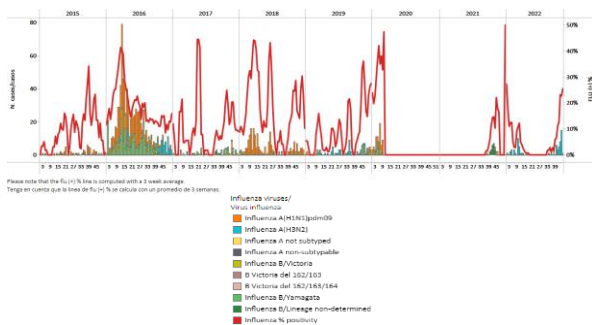 2015 2016 2017 2018 2019 2020 2021 2022
80
60
40
20
0
N. cases/casos
50%
40%
30%
20%
10%
0%
Please note that the flu (+) % line is computed with a 3 week average.
Tenga en cuenta que la linea de flu (+) % se calcula con un promedio de 3 semanas.
Influenza viruses/
Virus influenza
Influenza A(H1N1)pdm09
Influenza A(H3N2)
Influenza A not subtyped
Influenza A non-subtypable
Influenza B/Victoria
B Victoria del 162/163
B Victoria del 162/163/164
Influenza B/Yamagata
Influenza B/Lineage non-determined
Influenza % positivity